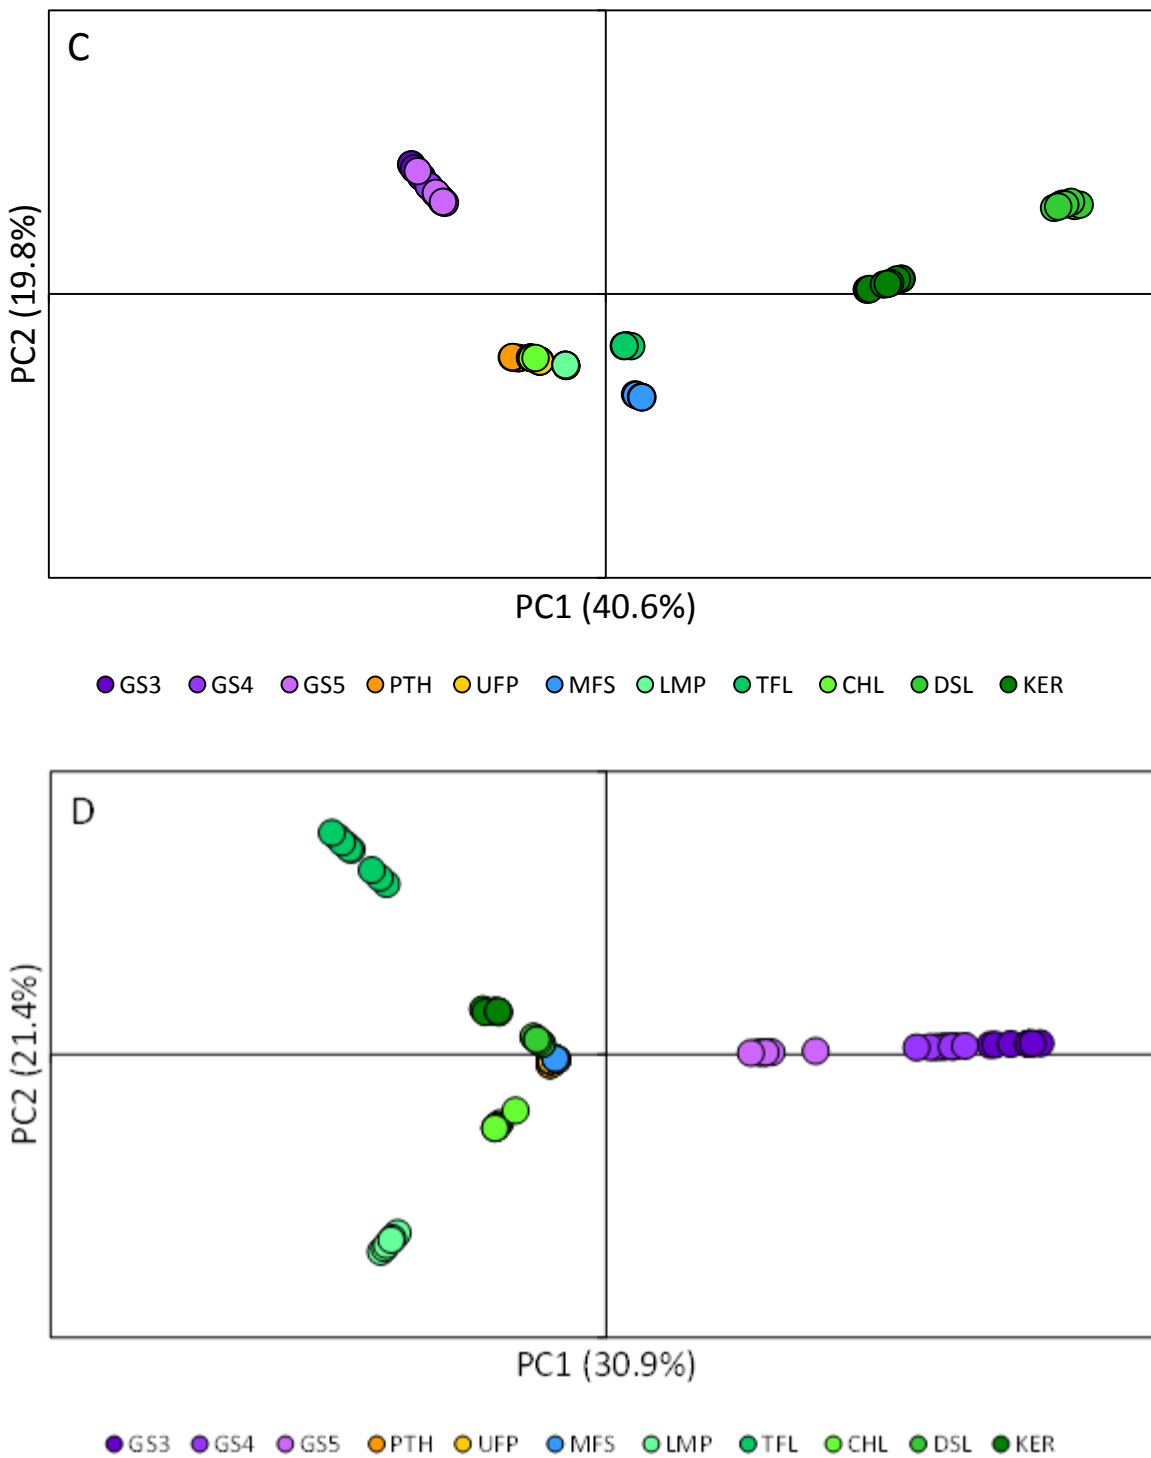 C
PC2 (19.8%)
PC1 (40.6%)
GS3 GS4 GS5 PTH UFP MFS LMP TFL CHL DSL KER
D
PC2 (21.4%)
PC1 (30.9%)
GS3 GS4 GS5 PTH UFP MFS LMP TFL CHL DSL KER